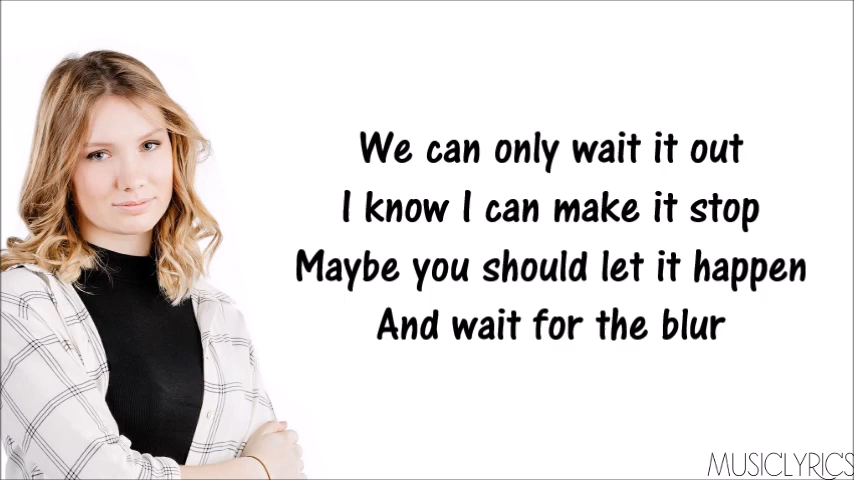 We can only wait it out
I know I can make it stop
Maybe you should let it happen
And wait for the blur
MUSICLYRICS